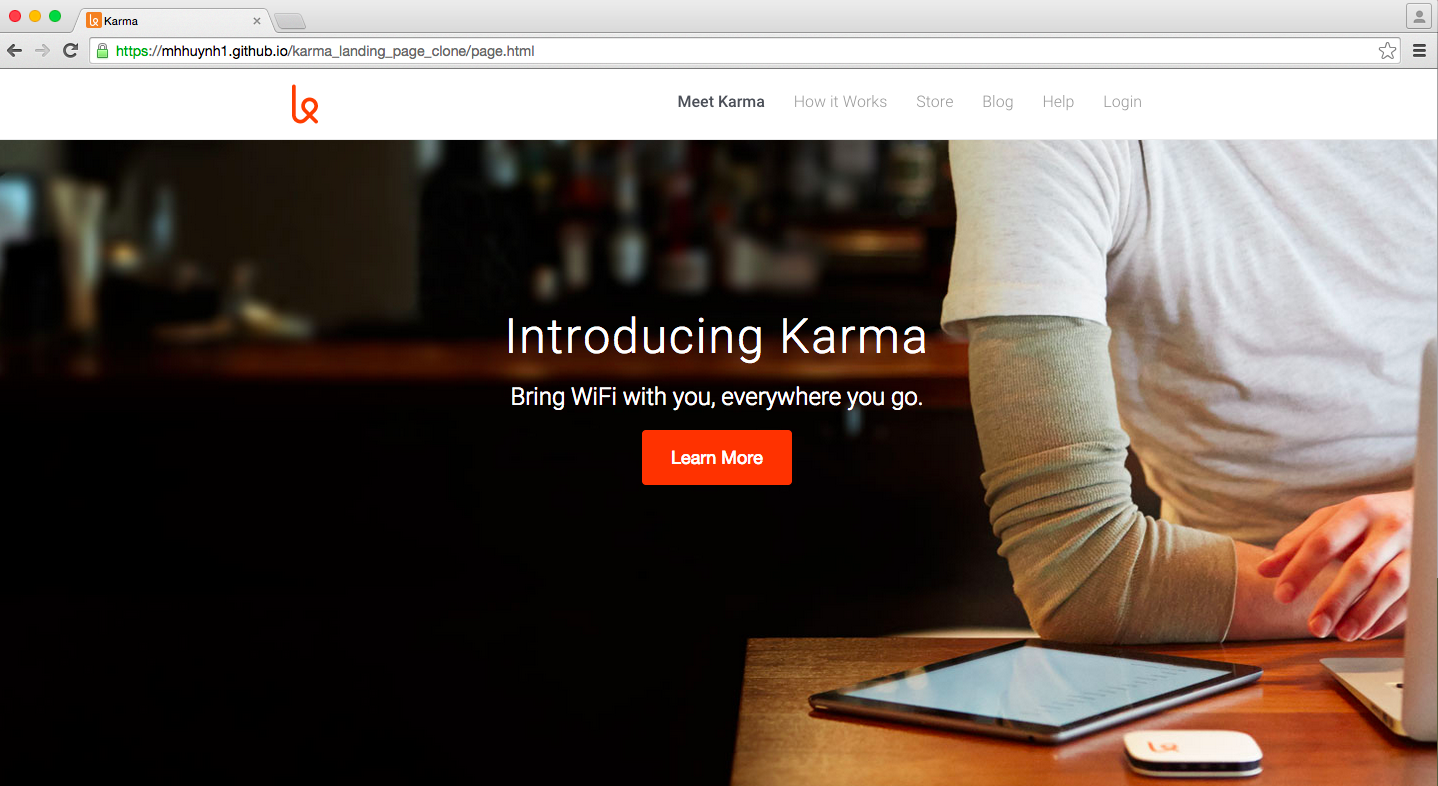 Karma
https://mhhuynh1.github.io/karma_landing_page_clone/page.html
Meet Karma How it Works Store Blog Help Login
Introducing Karma
Bring WiFi with you, everywhere you go.
Learn More